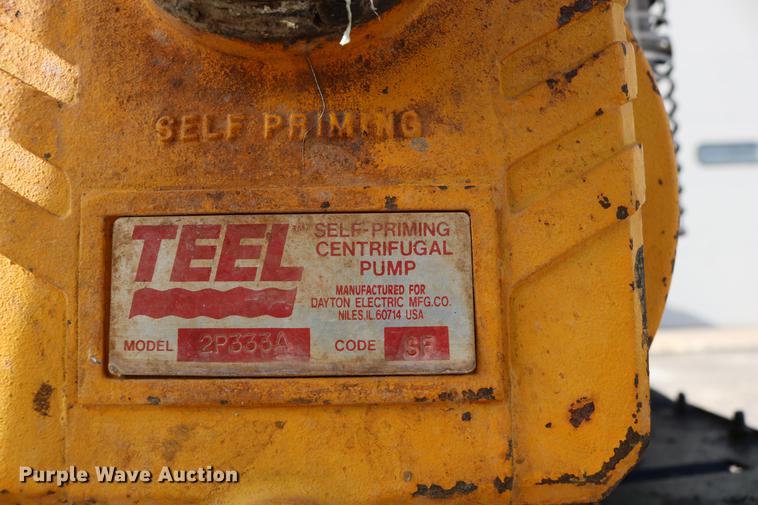 SELF PRIMING
TEEL TM
SELF-PRIMING
CENTRIFUGAL
PUMP
MANUFACTURED FOR
DAYTON ELECTRIC MFG.CO.
NILES,IL.60714 USA
MODEL 2P333A CODE SF
Purple Wave Auction